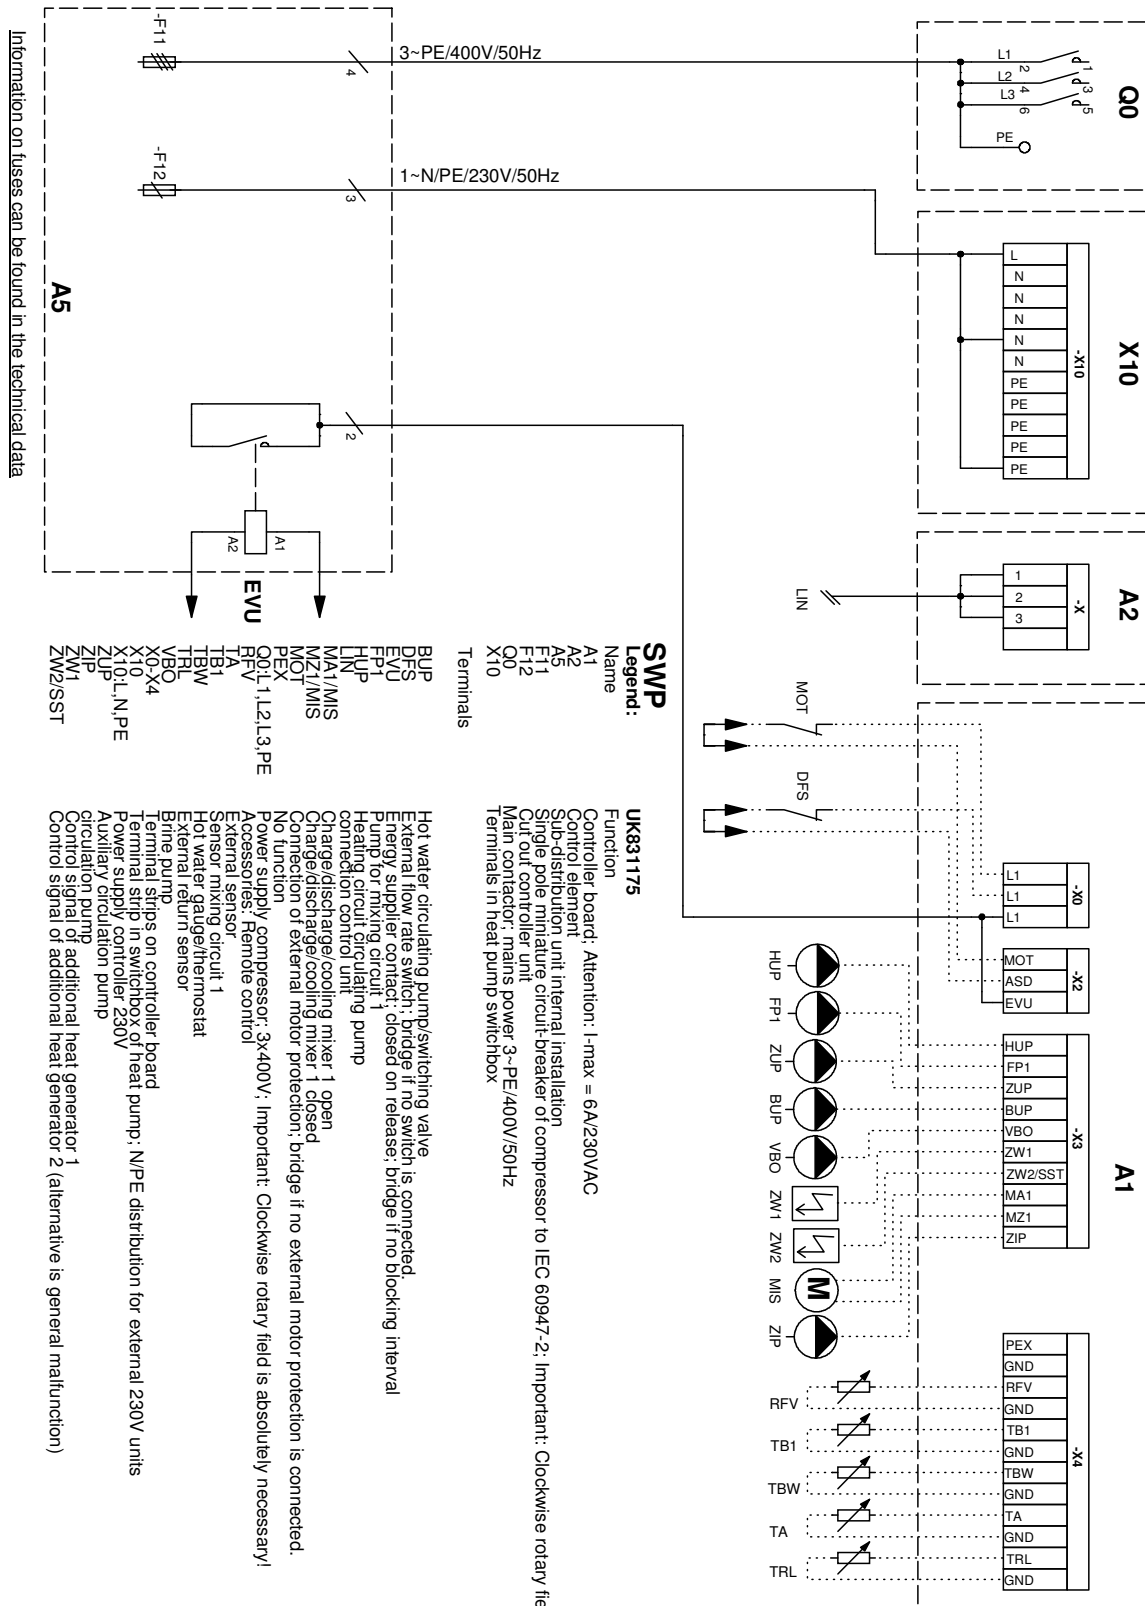 Q0
X10
A2
A1
L1
L2
L3
PE
2
4
6
1
3
5
3~PE/400V/50Hz
4
-F11
1~N/PE/230V/50Hz
3
-F12
-X10
L
N
N
N
N
N
PE
PE
PE
PE
PE
2
A1
A2
EVU
A5
-X
1
2
3
LIN
MOT
DFS
-X0
L1
L1
L1
-X2
MOT
ASD
EVU
-X3
HUP
FP1
ZUP
BUP
VBO
ZW1
ZW2/SST
MA1
MZ1
ZIP
HUP
FP1
ZUP
BUP
VBO
ZW1
ZW2
M
MIS
ZIP
-X4
PEX
GND
RFV
GND
TB1
GND
TBW
GND
TA
GND
TRL
GND
RFV
TB1
TBW
TA
TRL
Information on fuses can be found in the technical data
SWP
Legend: UK831175
Name Function
A1 Controller board; Attention: I-max = 6A/230VAC
A2 Control element
A5 Sub-distribution unit internal installation
F11 Single pole miniature circuit-breaker of compressor to IEC 60947-2; Important: Clockwise rotary fie
F12 Cut out controller unit
Q0 Main contactor; mains power 3~PE/400V/50Hz
X10 Terminals in heat pump switchbox
Terminals
BUP Hot water circulating pump/switching valve
DFS External flow rate switch; bridge if no switch is connected.
EVU Energy supplier contact; closed on release; bridge if no blocking interval
FP1 Pump for mixing circuit 1
HUP Heating circuit circulating pump
LIN connection control unit
MA1/MIS Charge/discharge/cooling mixer 1 open
MZ1/MIS Charge/discharge/cooling mixer 1 closed
MOT Connection of external motor protection; bridge if no external motor protection is connected.
PEX No function
Q0:L1,L2,L3,PE Power supply compressor; 3x400V; Important: Clockwise rotary field is absolutely necessary!
RFV Accessories: Remote control
TA External sensor
TB1 Sensor mixing circuit 1
TBW Hot water gauge/thermostat
TRL External return sensor
VBO Brine pump
X0-X4 Terminal strips on controller board
X10 Terminal strip in switchbox of heat pump; N/PE distribution for external 230V units
X10:L,N,PE Power supply controller 230V
ZUP Auxiliary circulation pump
ZIP circulation pump
ZW1 Control signal of additional heat generator 1
ZW2/SST Control signal of additional heat generator 2 (alternative is general malfunction)